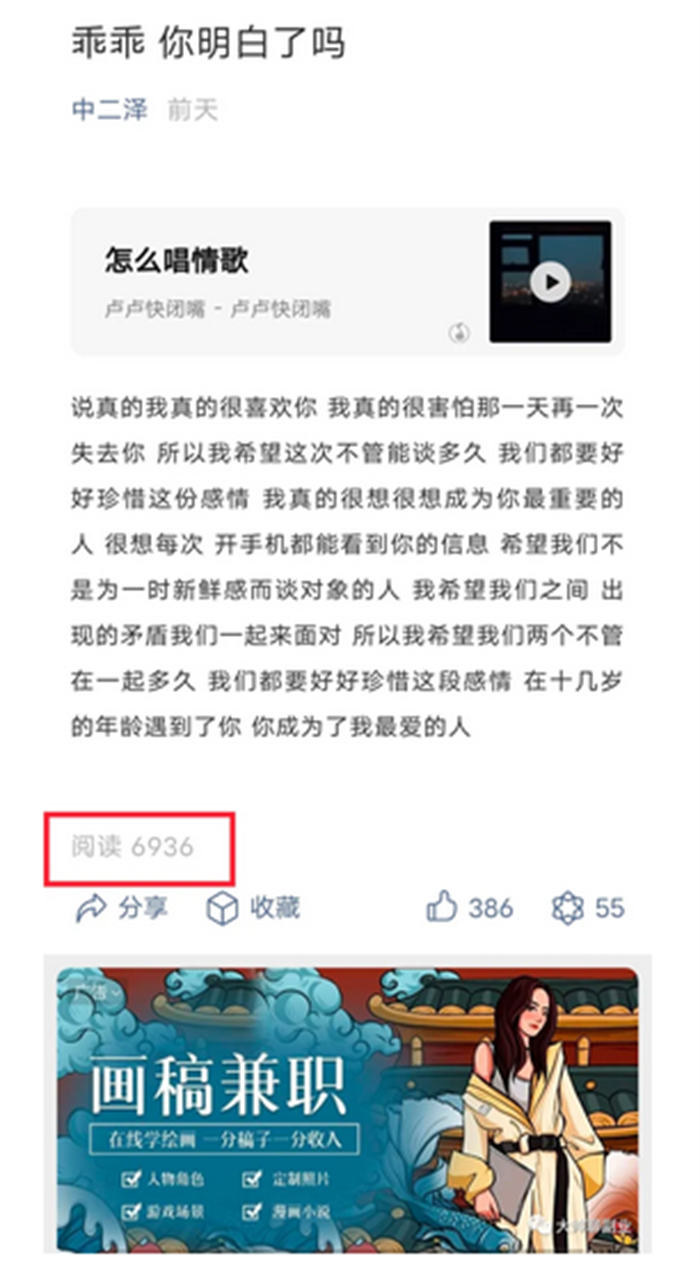 乖乖 你明白了吗
中二泽 前天
怎么唱情歌
卢卢快闭嘴 - 卢卢快闭嘴
说真的我真的很喜欢你 我真的很害怕那一天再一次
失去你 所以我希望这次不管能谈多久 我们都要好
好珍惜这份感情 我真的很想很想成为你最重要的
人 很想每次 开手机都能看到你的信息 希望我们不
是为一时新鲜感而谈对象的人 我希望我们之间 出
现的矛盾我们一起来面对 所以我希望我们两个不管
在一起多久 我们都要好好珍惜这段感情 在十几岁
的年龄遇到了你 你成为了我最爱的人
阅读 6936
分享 收藏 386 55
广告
画稿兼职
在线学绘画 一分稿子一分收入
人物角色 定制照片
游戏场景 漫画小说